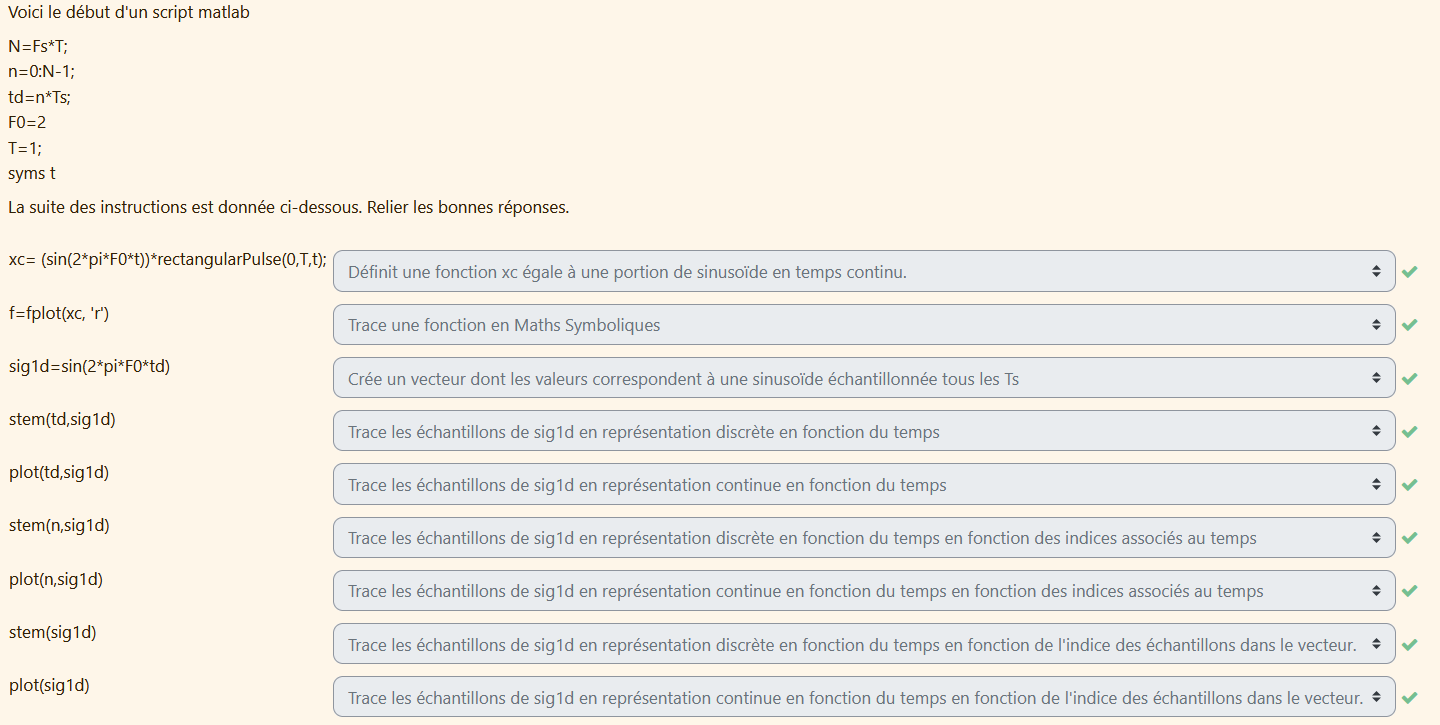 Voici le début d'un script matlab
N=Fs*T;
n=0:N-1;
td=n*Ts;
F0=2
T=1;
syms t
La suite des instructions est donnée ci-dessous. Relier les bonnes réponses.
xc= (sin(2*pi*F0*t))*rectangularPulse(0,T,t); Définit une fonction xc égale à une portion de sinusoïde en temps continu.
f=fplot(xc, 'r') Trace une fonction en Maths Symboliques
sig1d=sin(2*pi*F0*td) Crée un vecteur dont les valeurs correspondent à une sinusoïde échantillonnée tous les Ts
stem(td,sig1d) Trace les échantillons de sig1d en représentation discrète en fonction du temps
plot(td,sig1d) Trace les échantillons de sig1d en représentation continue en fonction du temps
stem(n,sig1d) Trace les échantillons de sig1d en représentation discrète en fonction du temps en fonction des indices associés au temps
plot(n,sig1d) Trace les échantillons de sig1d en représentation continue en fonction du temps en fonction des indices associés au temps
stem(sig1d) Trace les échantillons de sig1d en représentation discrète en fonction du temps en fonction de l'indice des échantillons dans le vecteur.
plot(sig1d) Trace les échantillons de sig1d en représentation continue en fonction du temps en fonction de l'indice des échantillons dans le vecteur.